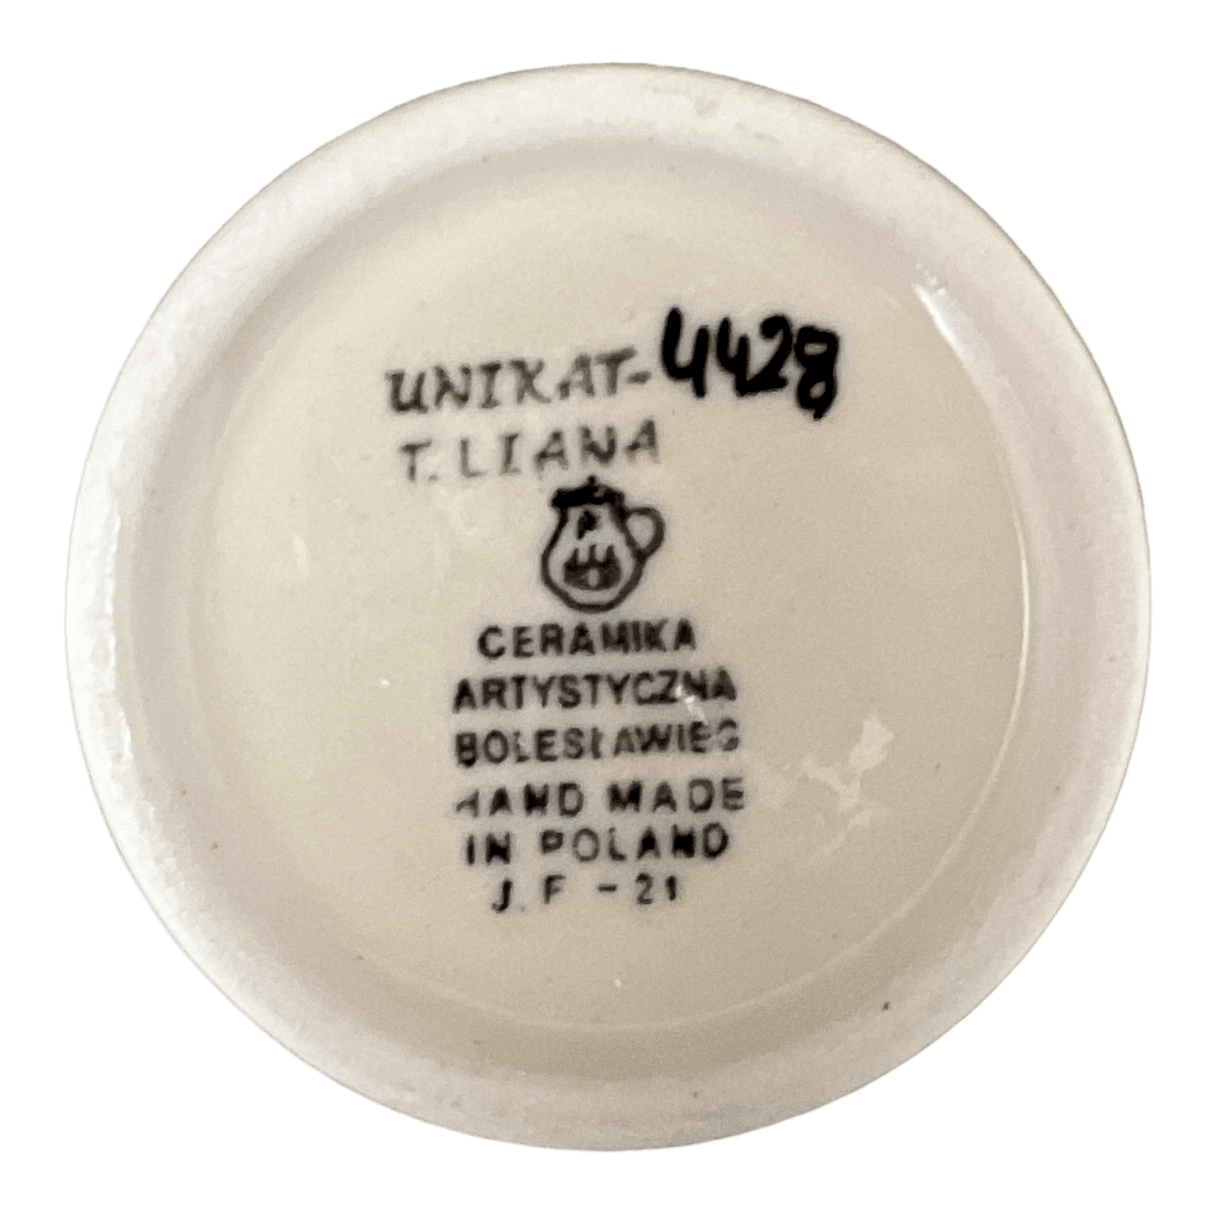 UNIKAT-4428
T. LIANA
CERAMIKA
ARTYSTYCZNA
BOLESŁAWIEC
HAND MADE
IN POLAND
J. F - 21